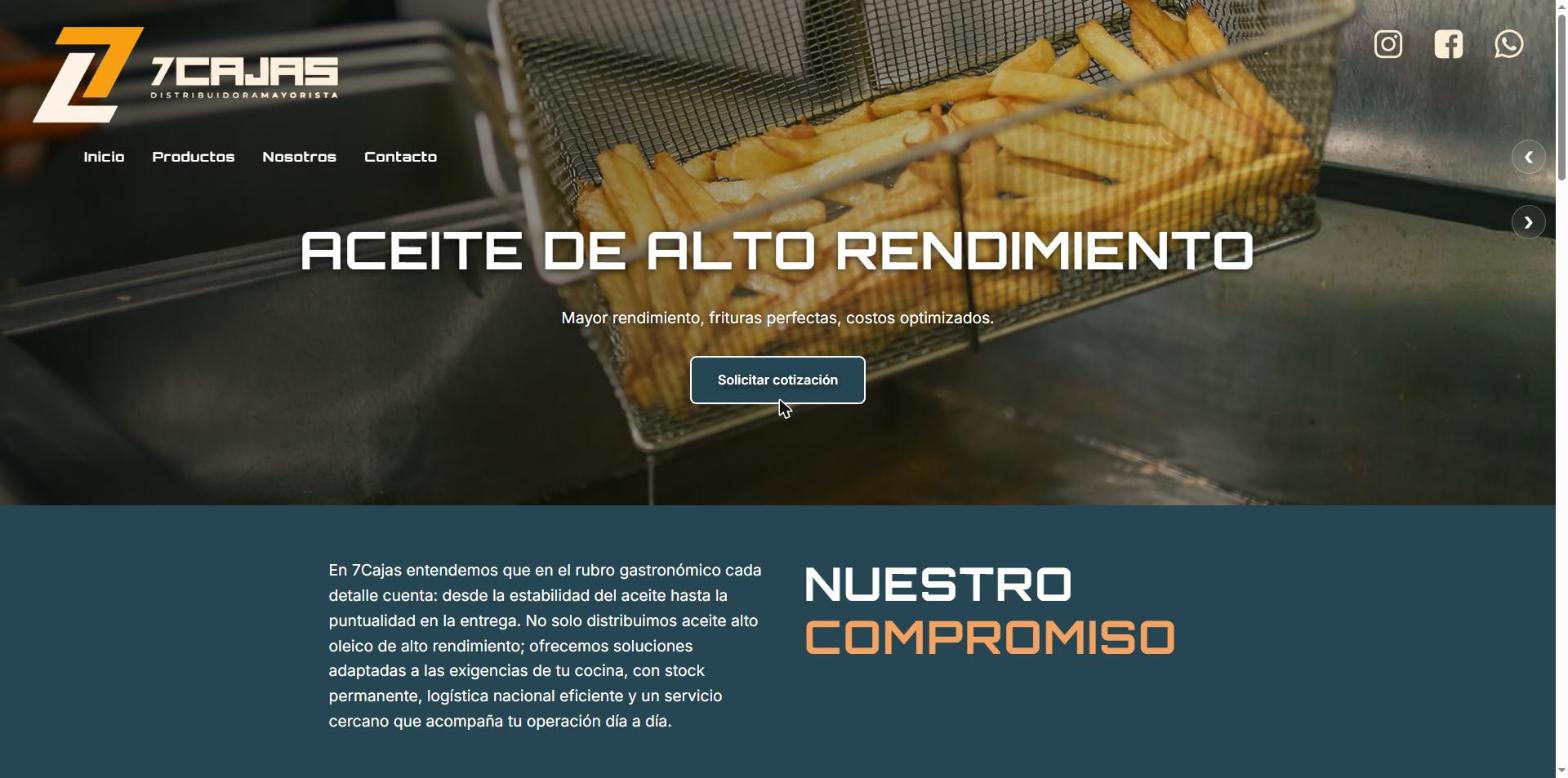 7CAJAS
DISTRIBUIDORAMAYORISTA
Inicio Productos Nosotros Contacto
ACEITE DE ALTO RENDIMIENTO
Mayor rendimiento, frituras perfectas, costos optimizados.
Solicitar cotización
En 7Cajas entendemos que en el rubro gastronómico cada
detalle cuenta: desde la estabilidad del aceite hasta la
puntualidad en la entrega. No solo distribuimos aceite alto
oleico de alto rendimiento; ofrecemos soluciones
adaptadas a las exigencias de tu cocina, con stock
permanente, logística nacional eficiente y un servicio
cercano que acompaña tu operación día a día.
NUESTRO
COMPROMISO